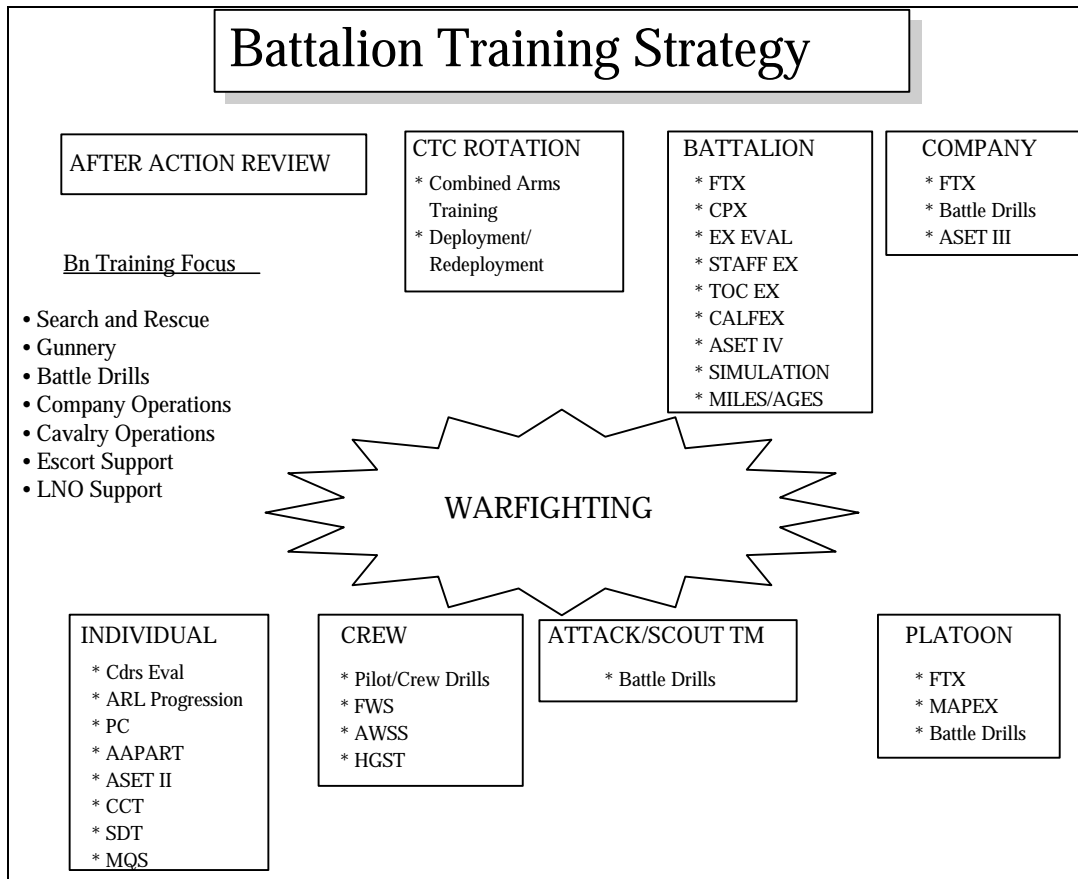 Battalion Training Strategy
AFTER ACTION REVIEW
Bn Training Focus
• Search and Rescue
• Gunnery
• Battle Drills
• Company Operations
• Cavalry Operations
• Escort Support
• LNO Support
CTC ROTATION
* Combined Arms
Training
* Deployment/
Redeployment
BATTALION
* FTX
* CPX
* EX EVAL
* STAFF EX
* TOC EX
* CALFEX
* ASET IV
* SIMULATION
* MILES/AGES
COMPANY
* FTX
* Battle Drills
* ASET III
WARFIGHTING
INDIVIDUAL
* Cdrs Eval
* ARL Progression
* PC
* AAPART
* ASET II
* CCT
* SDT
* MQS
CREW
* Pilot/Crew Drills
* FWS
* AWSS
* HGST
ATTACK/SCOUT TM
* Battle Drills
PLATOON
* FTX
* MAPEX
* Battle Drills